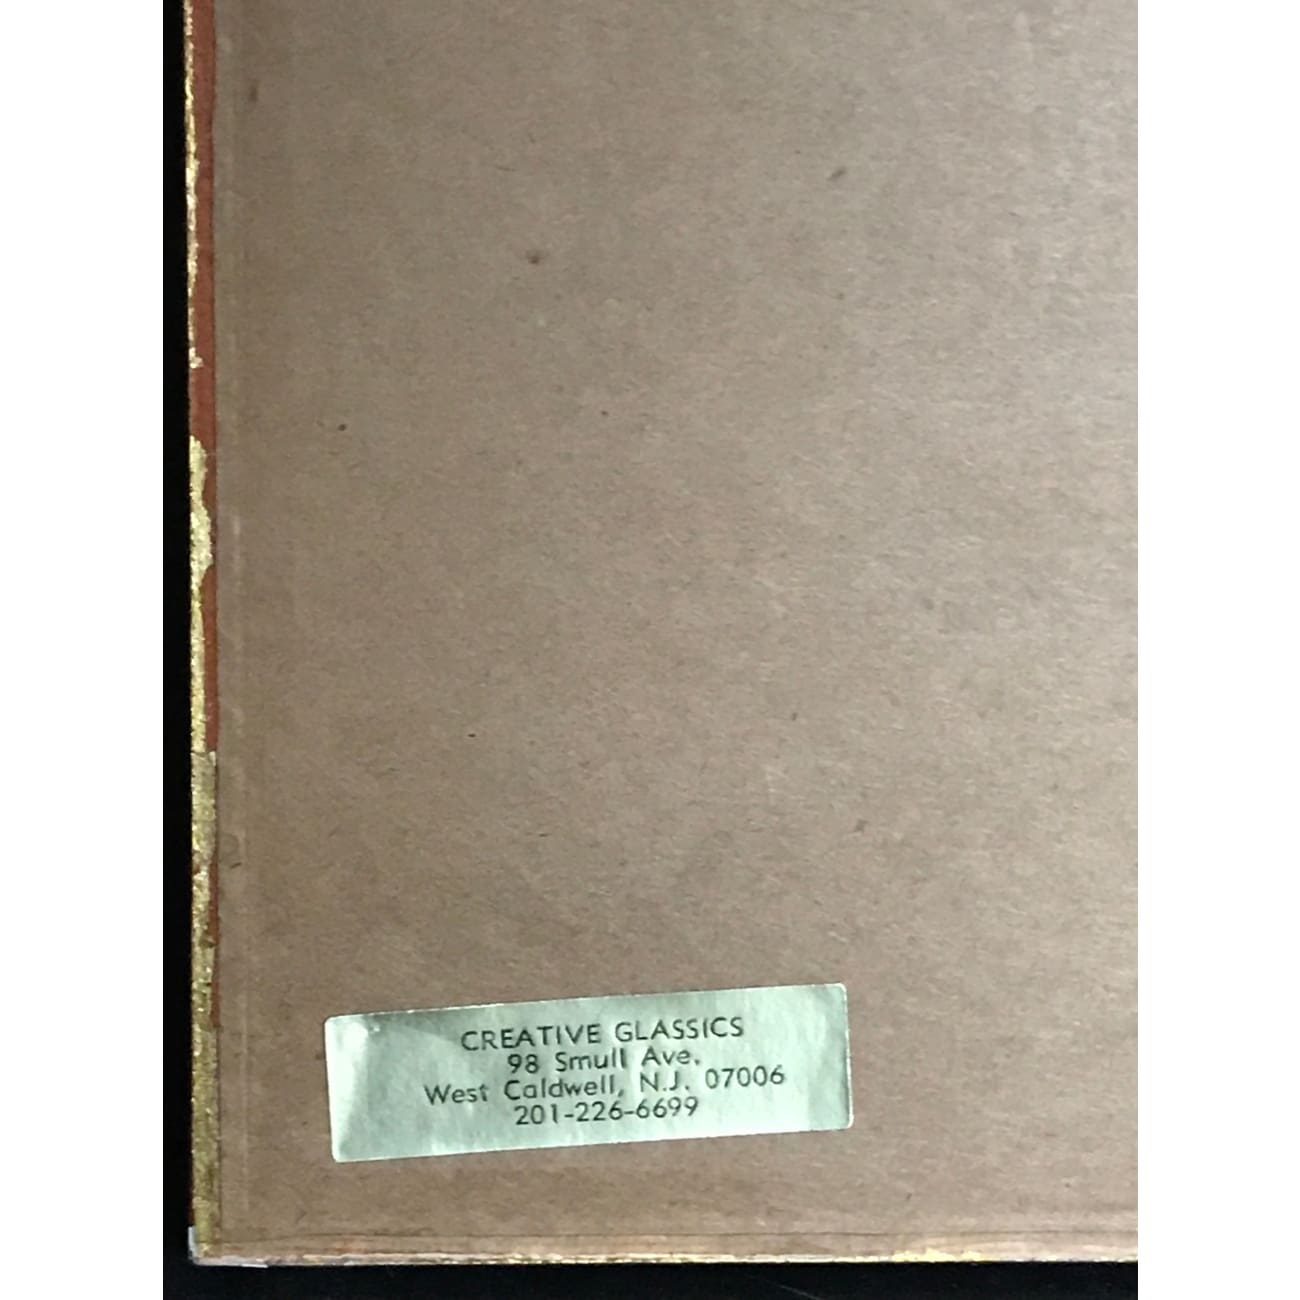 CREATIVE GLASSICS
98 Smull Ave.
West Caldwell, N.J. 07006
201-226-6699